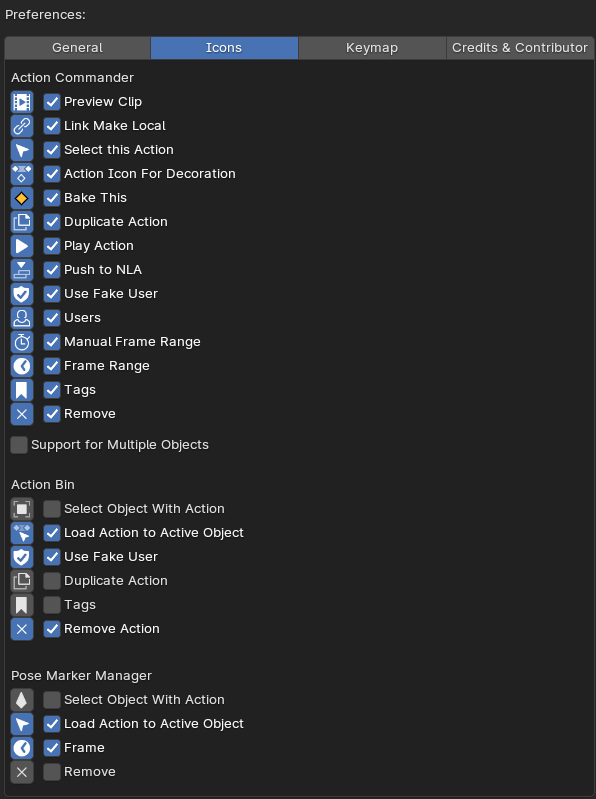 Preferences:
General Icons Keymap Credits & Contributor
Action Commander
Preview Clip
Link Make Local
Select this Action
Action Icon For Decoration
Bake This
Duplicate Action
Play Action
Push to NLA
Use Fake User
Users
Manual Frame Range
Frame Range
Tags
Remove
Support for Multiple Objects
Action Bin
Select Object With Action
Load Action to Active Object
Use Fake User
Duplicate Action
Tags
Remove Action
Pose Marker Manager
Select Object With Action
Load Action to Active Object
Frame
Remove